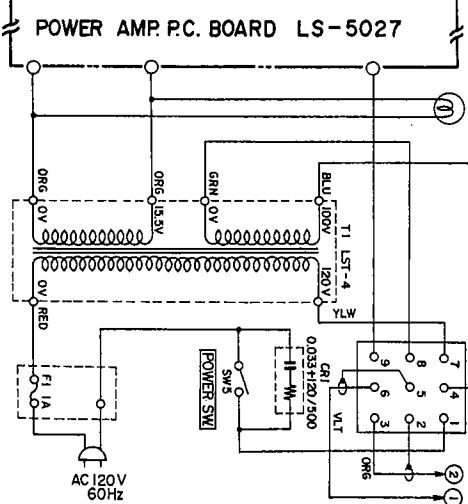 POWER AMP. P.C. BOARD LS-5027
ORG 0V
ORG 15.5V
GRN 0V
BLU 100V
T1 LST-4
0V RED
120V
YLW
F1 1A
AC 120V
60Hz
POWER SW.
SW5
0.033+120/500
CR1
9 8 7
6 5 4
3 2 1
VLT
ORG
2
1